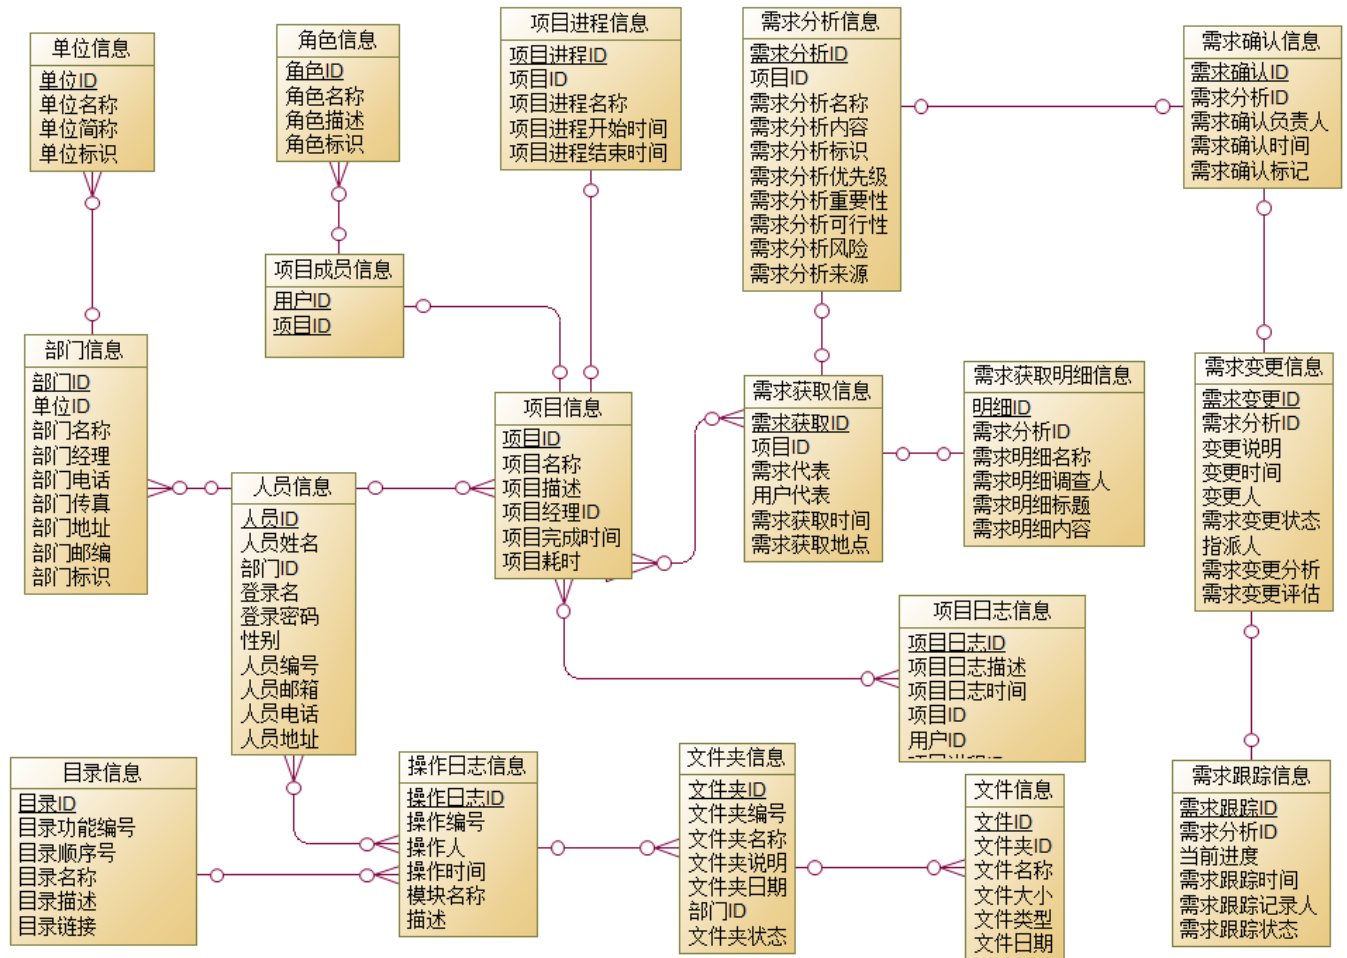 单位信息
单位ID
单位名称
单位简称
单位标识
角色信息
角色ID
角色名称
角色描述
角色标识
项目进程信息
项目进程ID
项目ID
项目进程名称
项目进程开始时间
项目进程结束时间
需求分析信息
需求分析ID
项目ID
需求分析名称
需求分析内容
需求分析标识
需求分析优先级
需求分析重要性
需求分析可行性
需求分析风险
需求分析来源
需求确认信息
需求确认ID
需求分析ID
需求确认负责人
需求确认时间
需求确认标记
项目成员信息
用户ID
项目ID
部门信息
部门ID
单位ID
部门名称
部门经理
部门电话
部门传真
部门地址
部门邮编
部门标识
人员信息
人员ID
人员姓名
部门ID
登录名
登录密码
性别
人员编号
人员邮箱
人员电话
人员地址
项目信息
项目ID
项目名称
项目描述
项目经理ID
项目完成时间
项目耗时
需求获取信息
需求获取ID
项目ID
需求代表
用户代表
需求获取时间
需求获取地点
需求获取明细信息
明细ID
需求分析ID
需求明细名称
需求明细调查人
需求明细标题
需求明细内容
需求变更信息
需求变更ID
需求分析ID
变更说明
变更时间
变更人
需求变更状态
指派人
需求变更分析
需求变更评估
项目日志信息
项目日志ID
项目日志描述
项目日志时间
项目ID
用户ID
目录信息
目录ID
目录功能编号
目录顺序号
目录名称
目录描述
目录链接
操作日志信息
操作日志ID
操作编号
操作人
操作时间
模块名称
描述
文件夹信息
文件夹ID
文件夹编号
文件夹名称
文件夹说明
文件夹日期
部门ID
文件夹状态
文件信息
文件ID
文件夹ID
文件名称
文件大小
文件类型
文件日期
需求跟踪信息
需求跟踪ID
需求分析ID
当前进度
需求跟踪时间
需求跟踪记录人
需求跟踪状态